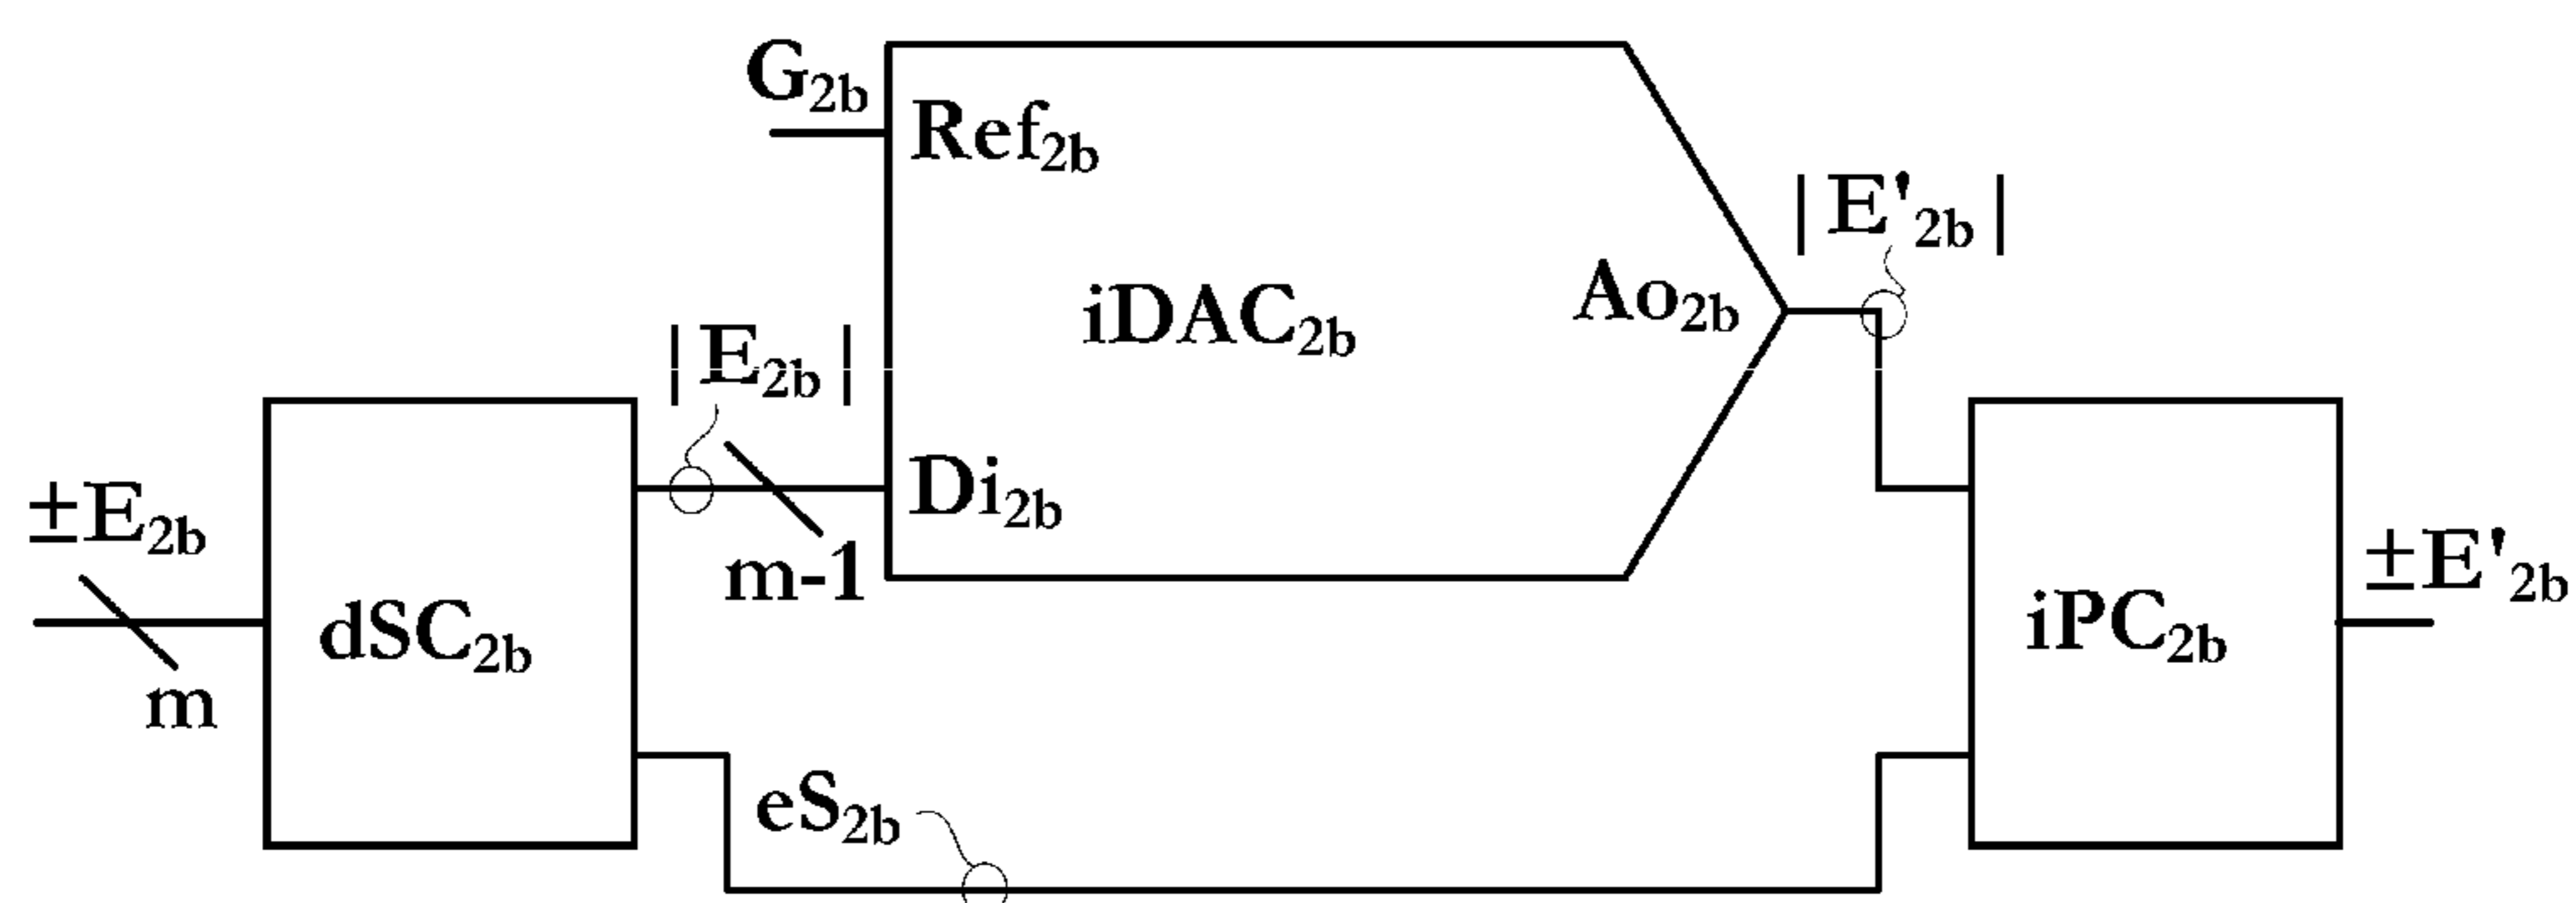 G2b
Ref2b
|E'2b|
iDAC2b
Ao2b
|E2b|
±E2b
Di2b
m-1
±E'2b
dSC2b
iPC2b
m
eS2b